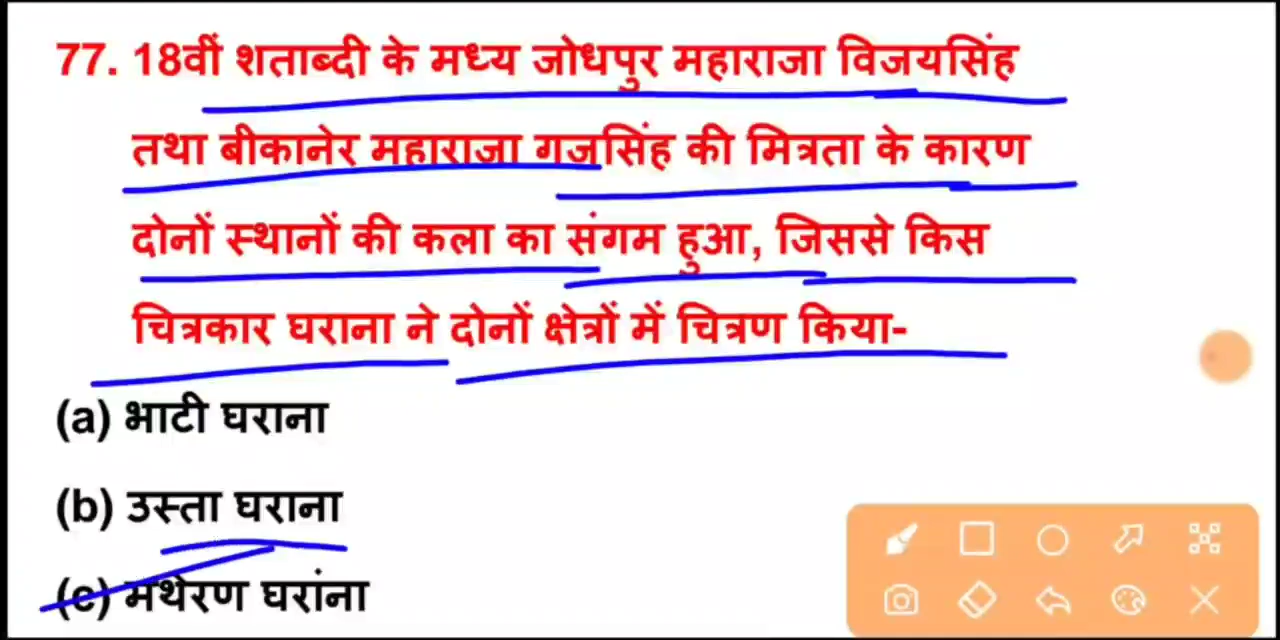 77. 18वीं शताब्दी के मध्य जोधपुर महाराजा विजयसिंह
तथा बीकानेर महाराजा गजसिंह की मित्रता के कारण
दोनों स्थानों की कला का संगम हुआ, जिससे किस
चित्रकार घराना ने दोनों क्षेत्रों में चित्रण किया-
(a) भाटी घराना
(b) उस्ता घराना
(c) मथेरण घरांना